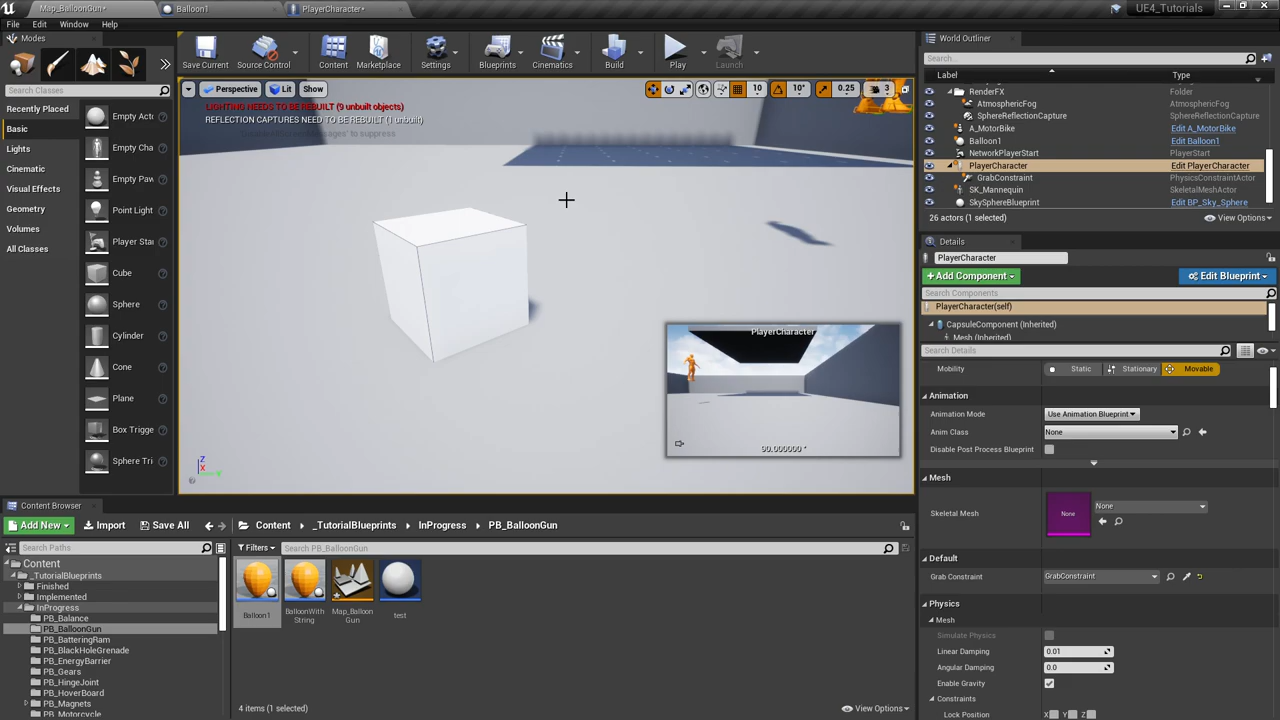 Map_BalloonGun*
Balloon1
PlayerCharacter*
UE4_Tutorials
File
Edit
Window
Help
Modes
Search Classes
Recently Placed
Basic
Lights
Cinematic
Visual Effects
Geometry
Volumes
All Classes
Empty Acto
Empty Cha
Empty Paw
Point Light
Player Star
Cube
Sphere
Cylinder
Cone
Plane
Box Trigge
Sphere Tri
Save Current
Source Control
Content
Marketplace
Settings
Blueprints
Cinematics
Build
Play
Launch
Perspective
Lit
Show
10
10°
0.25
3
LIGHTING NEEDS TO BE REBUILT (9 unbuilt objects)
REFLECTION CAPTURES NEED TO BE REBUILT (1 unbuilt)
PlayerCharacter
90.000000 °
Z
X
World Outliner
Search...
Label
Type
RenderFX
Folder
AtmosphericFog
AtmosphericFog
SphereReflectionCapture
SphereReflectionCapture
A_MotorBike
Edit A_MotorBike
Balloon1
Edit Balloon1
NetworkPlayerStart
PlayerStart
PlayerCharacter
Edit PlayerCharacter
GrabConstraint
PhysicsConstraintActor
SK_Mannequin
SkeletalMeshActor
SkySphereBlueprint
Edit BP_Sky_Sphere
26 actors (1 selected)
View Options
Details
PlayerCharacter
+Add Component
Edit Blueprint
Search Components
PlayerCharacter(self)
CapsuleComponent (Inherited)
Mesh (Inherited)
Search Details
Mobility
Static
Stationary
Movable
Animation
Animation Mode
Use Animation Blueprint
Anim Class
None
Disable Post Process Blueprint
Mesh
Skeletal Mesh
None
None
Default
Grab Constraint
GrabConstraint
Physics
Mesh
Simulate Physics
Linear Damping
0.01
Angular Damping
0.0
Enable Gravity
Constraints
Lock Position
X
Y
Z
Content Browser
Add New
Import
Save All
Content
_TutorialBlueprints
InProgress
PB_BalloonGun
Search Paths
Filters
Search PB_BalloonGun
Content
_TutorialBlueprints
Finished
Implemented
InProgress
PB_Balance
PB_BalloonGun
PB_BatteringRam
PB_BlackHoleGrenade
PB_EnergyBarrier
PB_Gears
PB_HingeJoint
PB_HoverBoard
PB_Magnets
PB_Motorcycle
Balloon1
BalloonWith
String
Map_Balloon
Gun
test
4 items (1 selected)
View Options